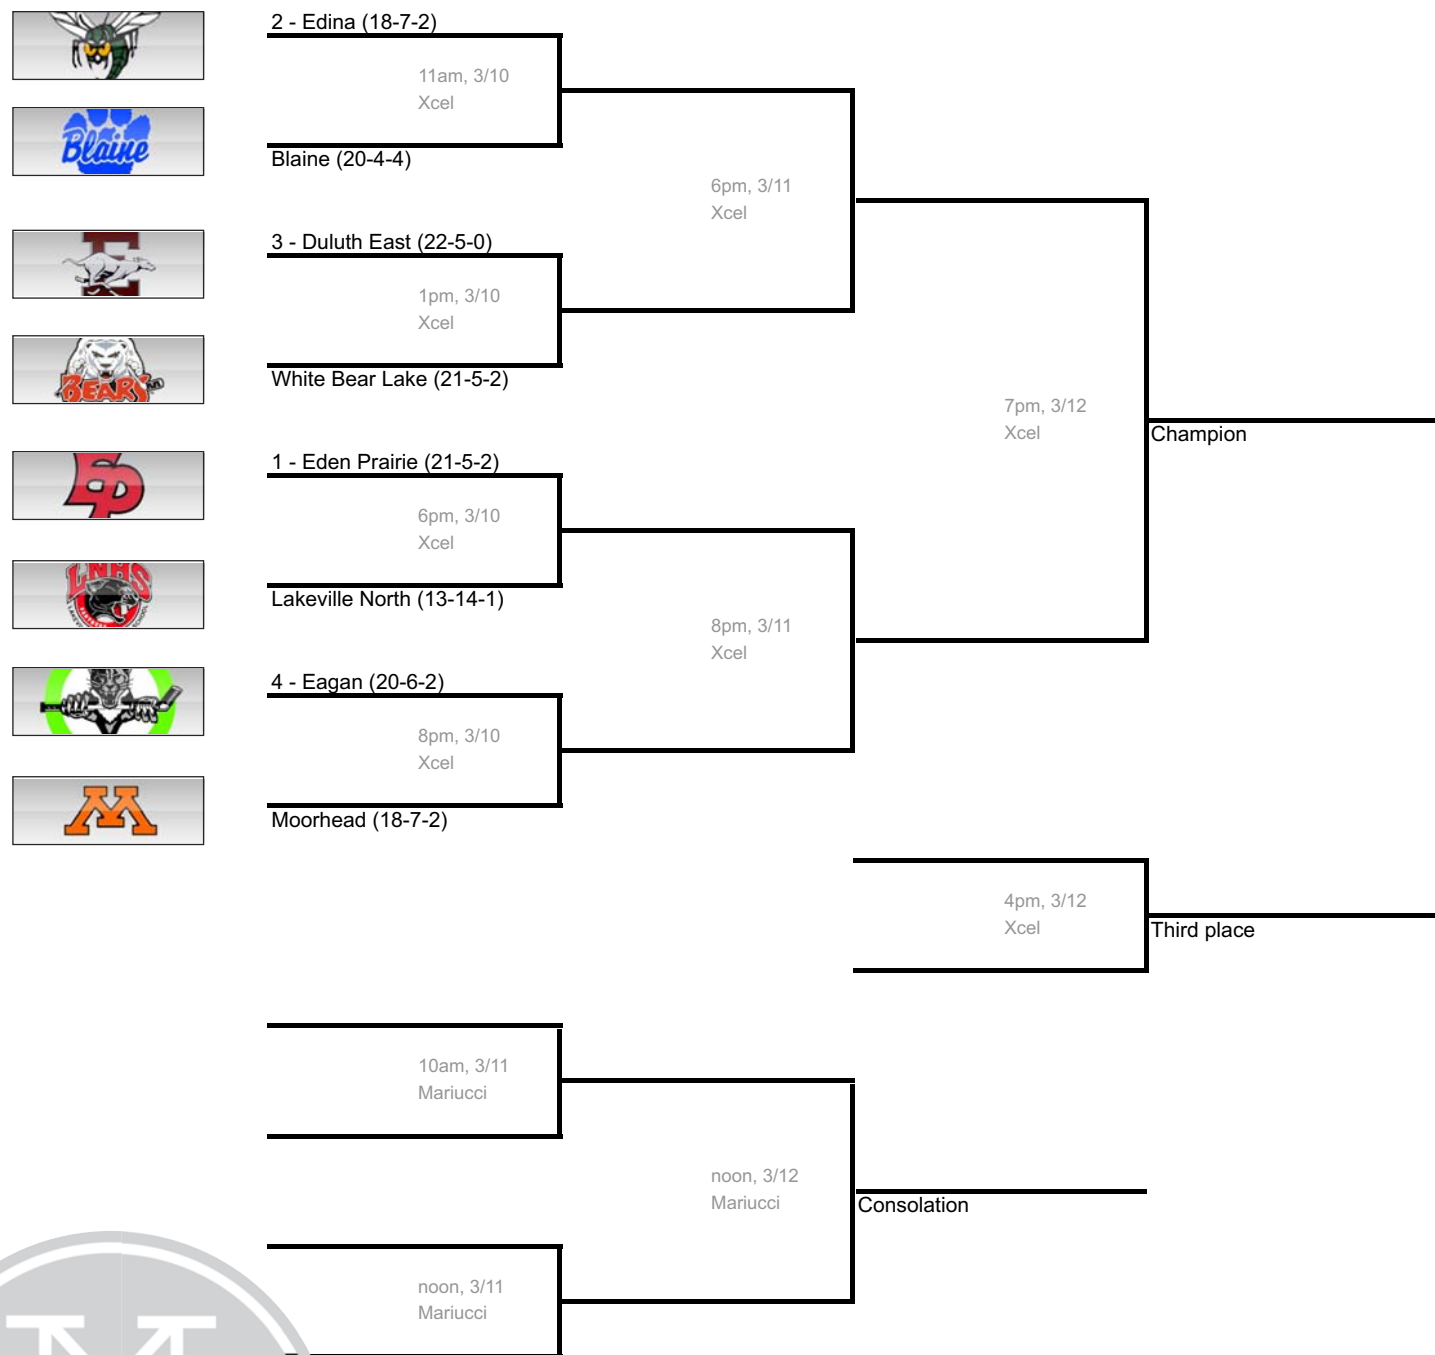 2 - Edina (18-7-2)
11am, 3/10
Xcel
Blaine
Blaine (20-4-4)
6pm, 3/11
Xcel
E
3 - Duluth East (22-5-0)
1pm, 3/10
Xcel
BEARS
White Bear Lake (21-5-2)
7pm, 3/12
Xcel
Champion
EP
1 - Eden Prairie (21-5-2)
6pm, 3/10
Xcel
LNHS
Lakeville North (13-14-1)
8pm, 3/11
Xcel
4 - Eagan (20-6-2)
8pm, 3/10
Xcel
M
Moorhead (18-7-2)
4pm, 3/12
Xcel
Third place
10am, 3/11
Mariucci
noon, 3/12
Mariucci
Consolation
noon, 3/11
Mariucci